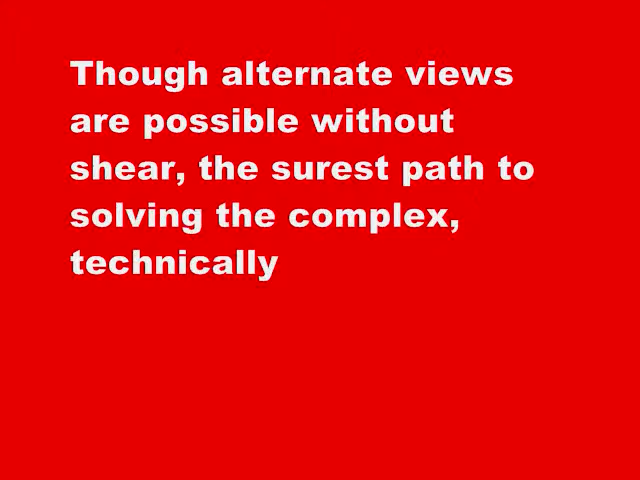 Though alternate views
are possible without
shear, the surest path to
solving the complex,
technically